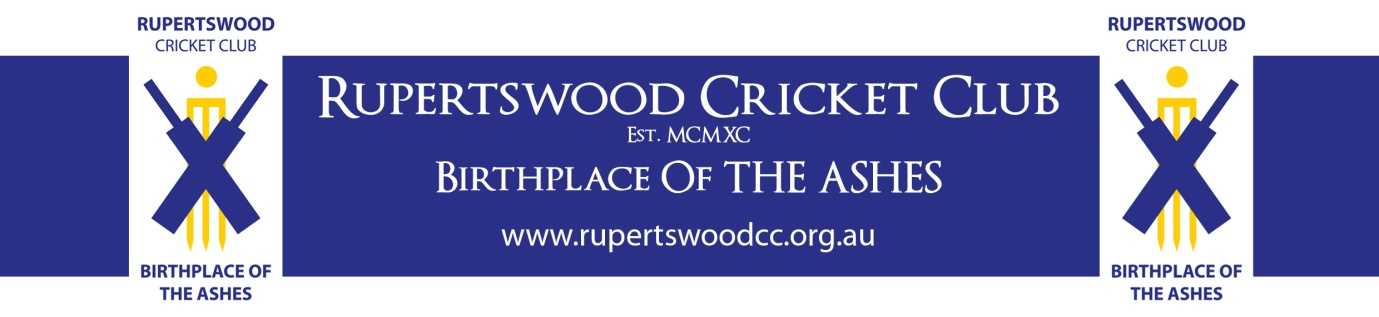 RUPERTSWOOD
CRICKET CLUB
BIRTHPLACE OF
THE ASHES
RUPERTSWOOD CRICKET CLUB
EST. MCMXC
BIRTHPLACE OF THE ASHES
www.rupertswoodcc.org.au
RUPERTSWOOD
CRICKET CLUB
BIRTHPLACE OF
THE ASHES